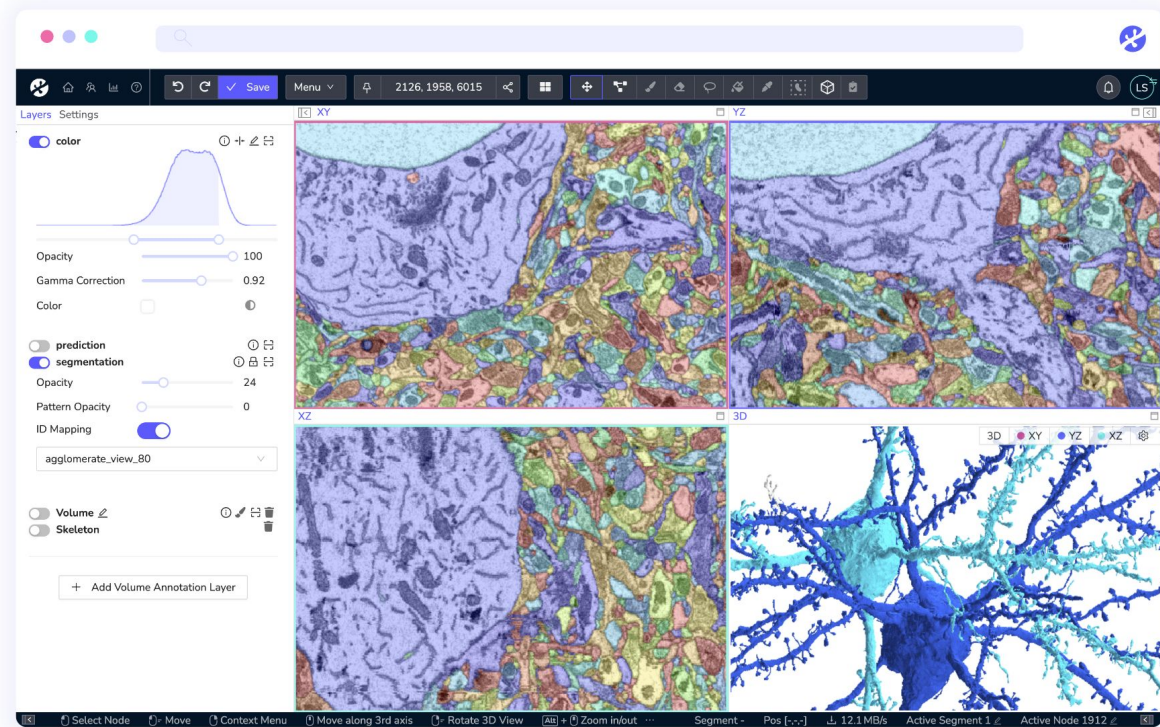 Save
Menu
2126, 1958, 6015
LS
Layers Settings
XY
YZ
color
Opacity 100
Gamma Correction 0.92
Color
prediction
segmentation
Opacity 24
Pattern Opacity 0
ID Mapping
agglomerate_view_80
Volume
Skeleton
+ Add Volume Annotation Layer
XZ
3D
3D XY YZ XZ
Select Node Move Context Menu Move along 3rd axis Rotate 3D View Alt + Zoom in/out ··· Segment - Pos [-,-,-] 12.1MB/s Active Segment 1 Active Node 1912